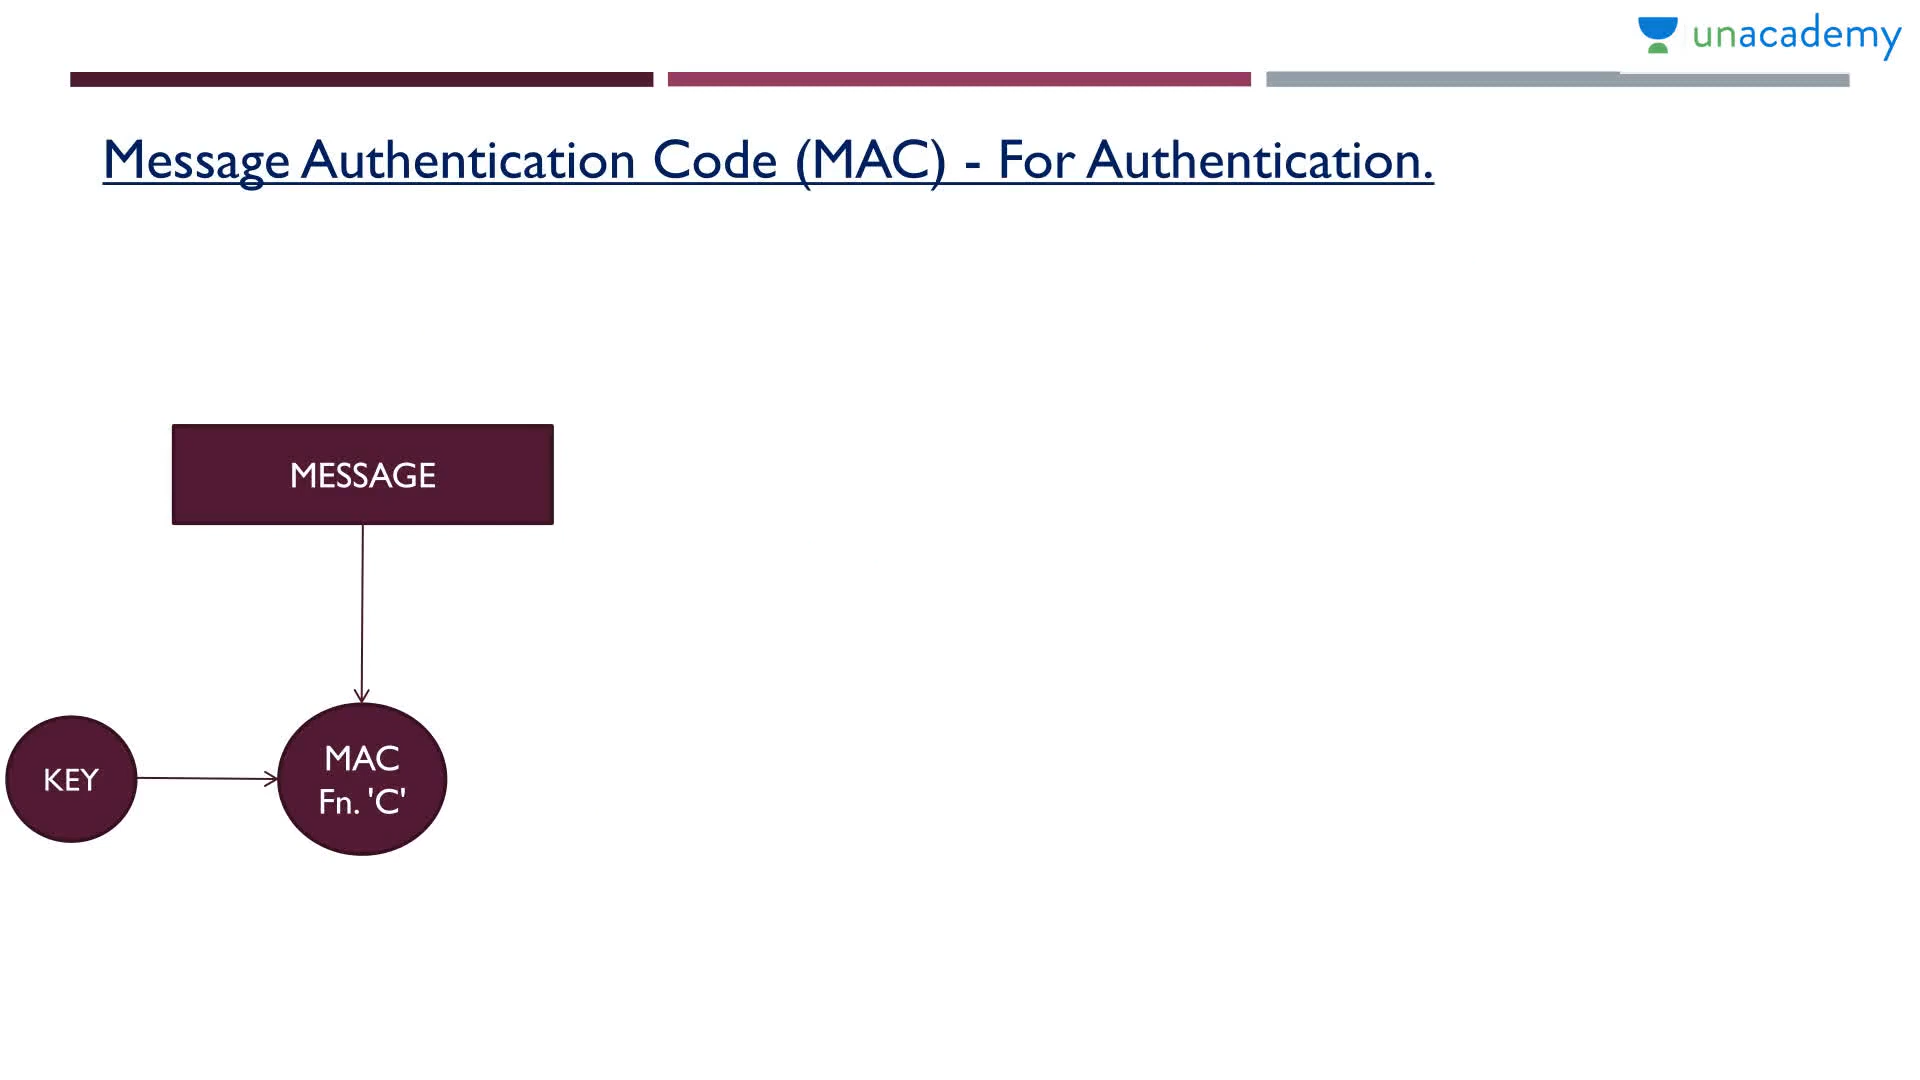 unacademy
Message Authentication Code (MAC) - For Authentication.
MESSAGE
KEY
MAC
Fn. 'C'